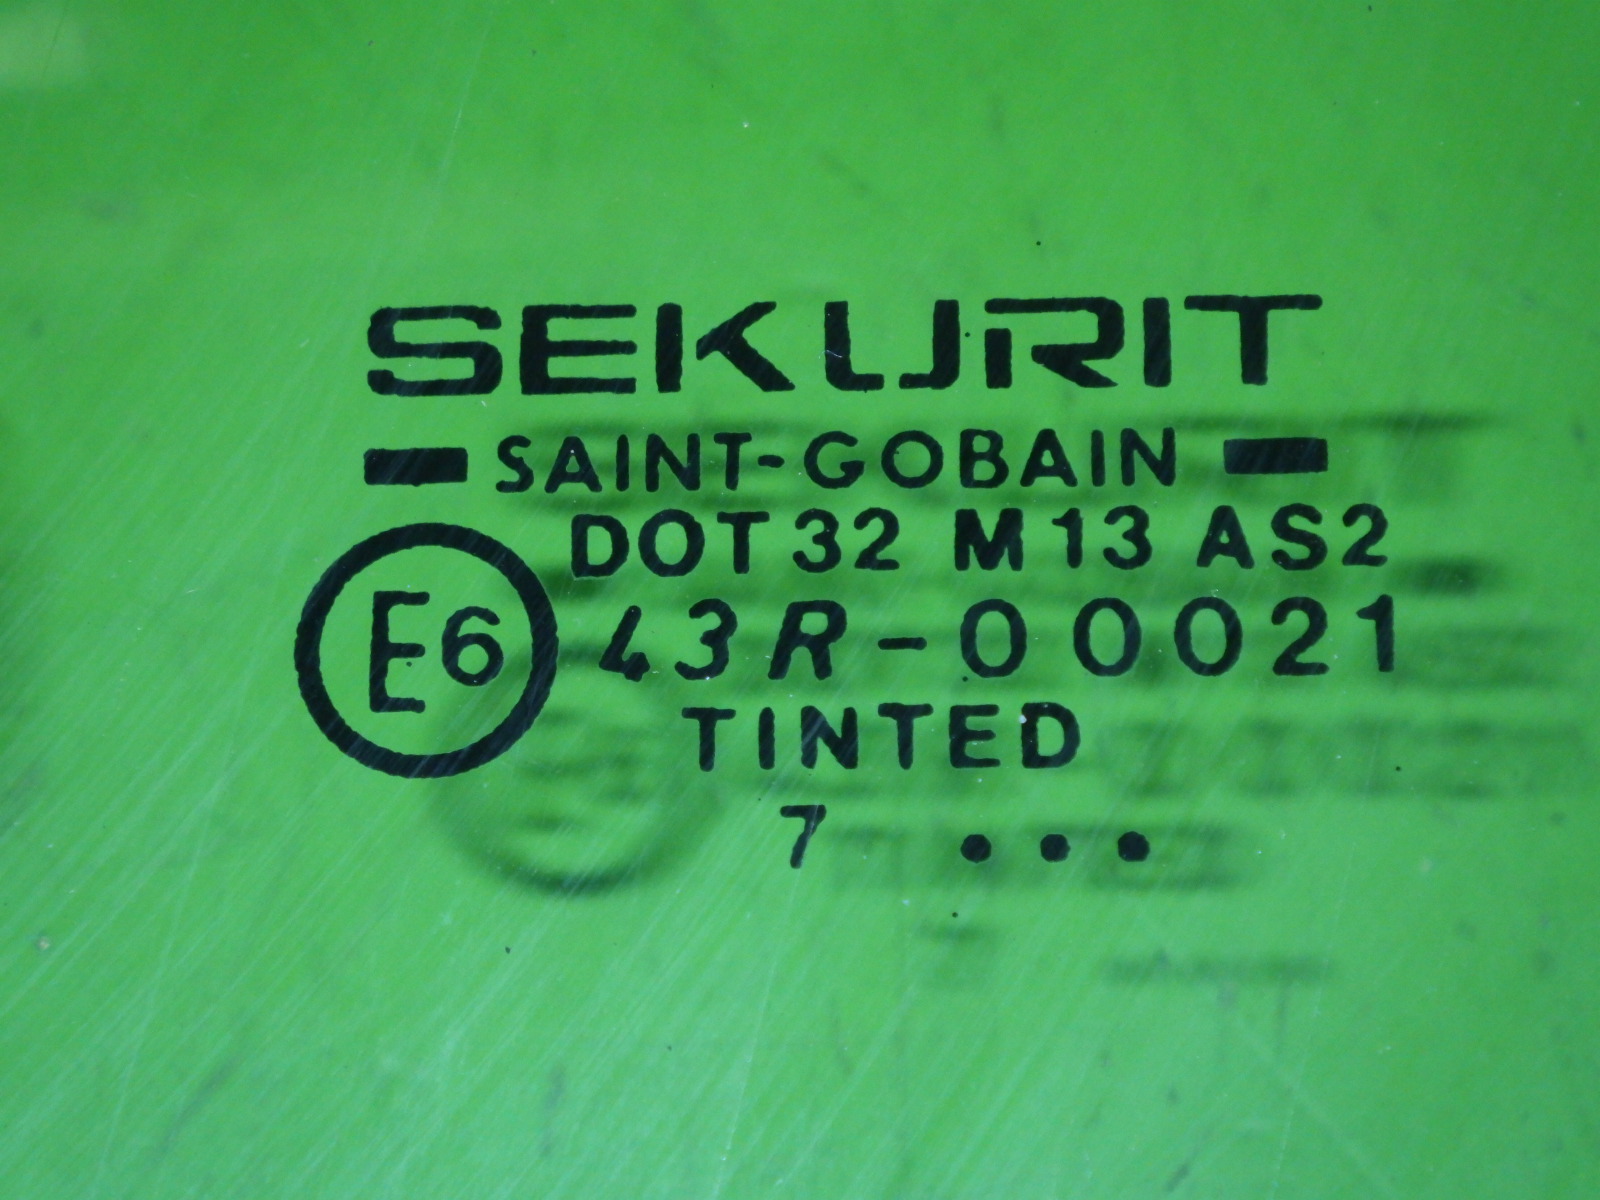 SEKURIT
SAINT-GOBAIN
DOT 32 M13 AS2
E6 43R-00021
TINTED
7 •••